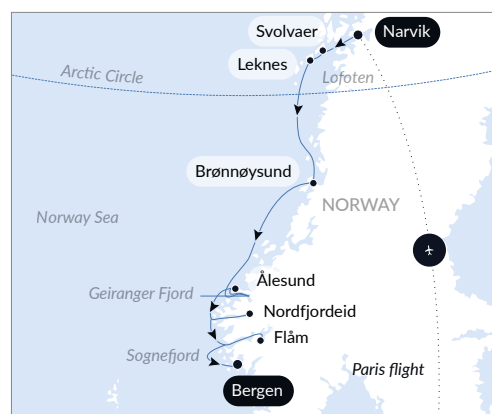 Svolvaer
Narvik
Leknes
Arctic Circle
Lofoten
Brønnøysund
NORWAY
Norway Sea
Ålesund
Geiranger Fjord
Nordfjordeid
Flåm
Sognefjord
Paris flight
Bergen